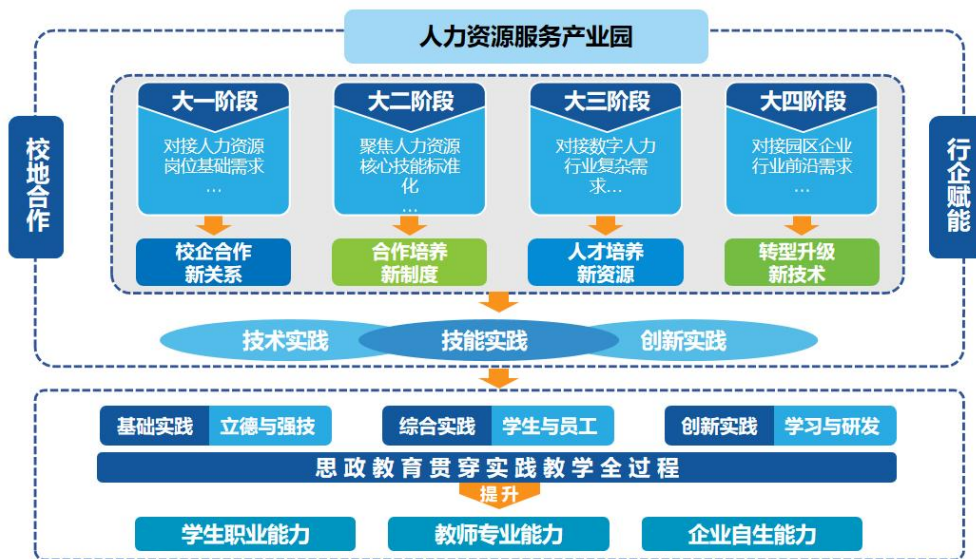 人力资源服务产业园
校地合作
行企赋能
大一阶段
对接人力资源
岗位基础需求
…
大二阶段
聚焦人力资源
核心技能标准
化
…
大三阶段
对接数字人力
行业复杂需
求…
大四阶段
对接园区企业
行业前沿需求
…
校企合作
新关系
合作培养
新制度
人才培养
新资源
转型升级
新技术
技术实践
技能实践
创新实践
基础实践 立德与强技
综合实践 学生与员工
创新实践 学习与研发
思政教育贯穿实践教学全过程
提升
学生职业能力
教师专业能力
企业自生能力